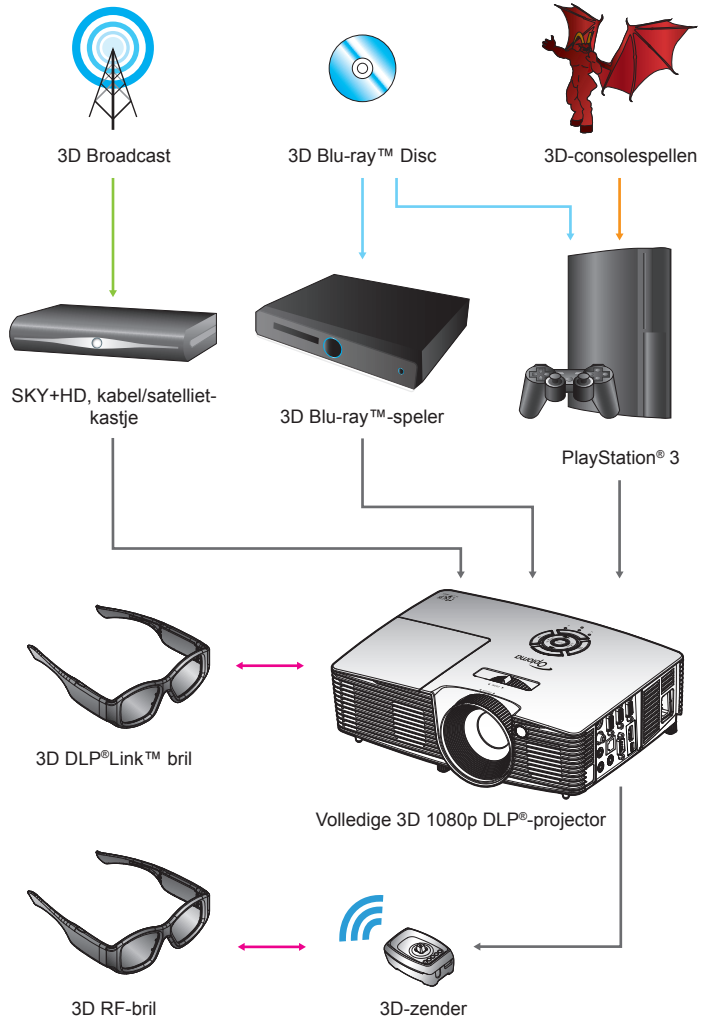 3D Broadcast
3D Blu-ray™ Disc
3D-consolespellen
SKY+HD, kabel/satelliet-
kastje
3D Blu-ray™-speler
PlayStation® 3
3D DLP®Link™ bril
Optoma
Volledige 3D 1080p DLP®-projector
3D RF-bril
3D-zender